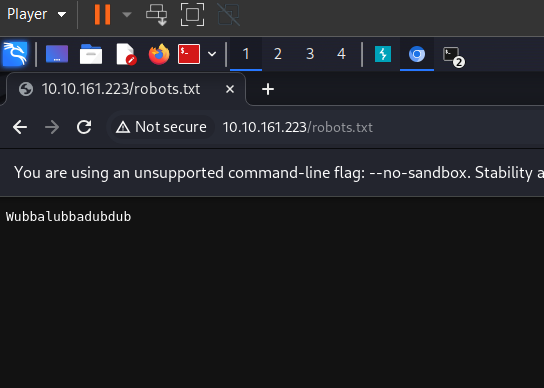 Player
1 2 3 4
2
10.10.161.223/robots.txt
Not secure 10.10.161.223/robots.txt
You are using an unsupported command-line flag: --no-sandbox. Stability a
Wubbalubbadubdub